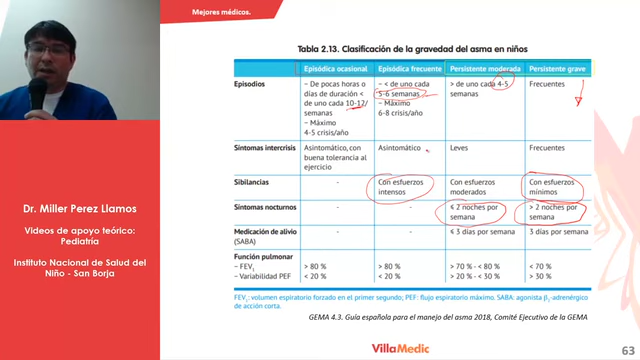 Mejores médicos.
Tabla 2.13. Clasificación de la gravedad del asma en niños
Episódica ocasional Episódica frecuente Persistente moderada Persistente grave
Episodios
– De pocas horas o días de duración < de uno cada 10-12/ semanas
– Máximo 4-5 crisis/año
– < de uno cada 5-6 semanas
– Máximo 6-8 crisis/año
> de uno cada 4-5 semanas
Frecuentes
Síntomas intercrisis
Asintomático, con buena tolerancia al ejercicio
Asintomático
Leves
Frecuentes
Sibilancias
-
Con esfuerzos intensos
Con esfuerzos moderados
Con esfuerzos mínimos
Síntomas nocturnos
-
-
≤ 2 noches por semana
> 2 noches por semana
Medicación de alivio (SABA)
-
-
≤ 3 días por semana
3 días por semana
Función pulmonar
– FEV1 > 80 % > 80 % > 70 % - < 80 % < 70 %
– Variabilidad PEF < 20 % < 20 % > 20 % - < 30 % > 30 %
FEV1: volumen espiratorio forzado en el primer segundo; PEF: flujo espiratorio máximo. SABA: agonista β2-adrenérgico
de acción corta.
GEMA 4.3. Guía española para el manejo del asma 2018, Comité Ejecutivo de la GEMA
Dr. Miller Perez Llamos
Videos de apoyo teórico:
Pediatría
Instituto Nacional de Salud del
Niño - San Borja
VillaMedic
63